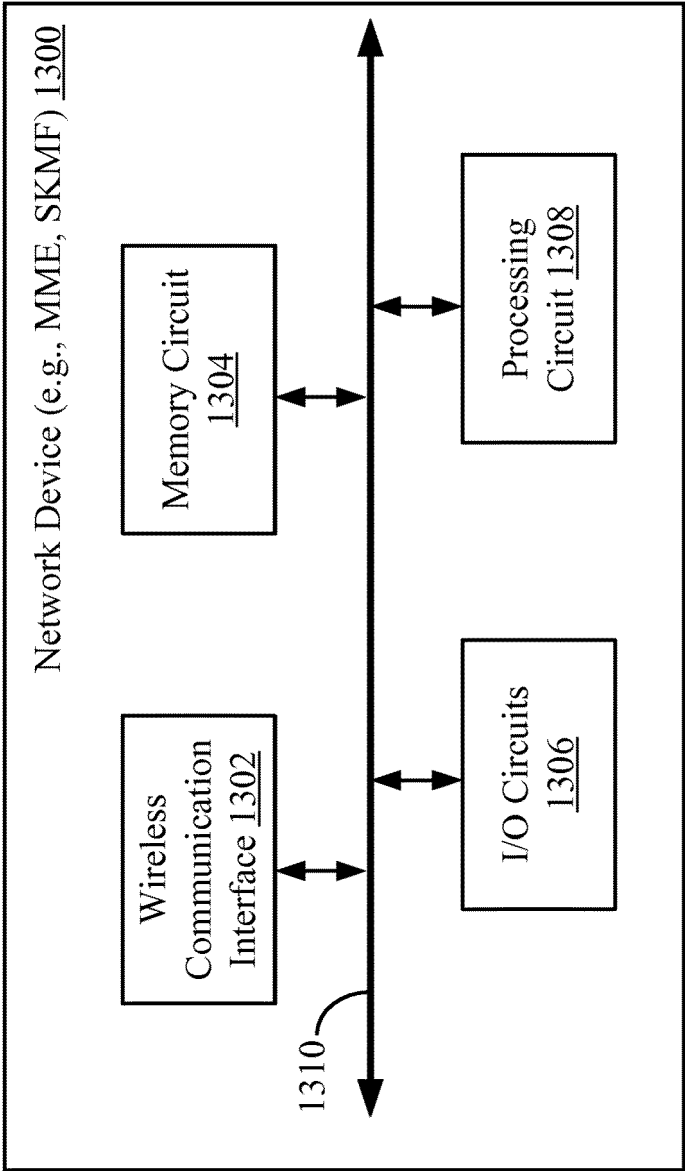 Network Device (e.g., MME, SKMF) 1300
Wireless
Communication
Interface 1302
Memory Circuit
1304
1310
I/O Circuits
1306
Processing
Circuit 1308